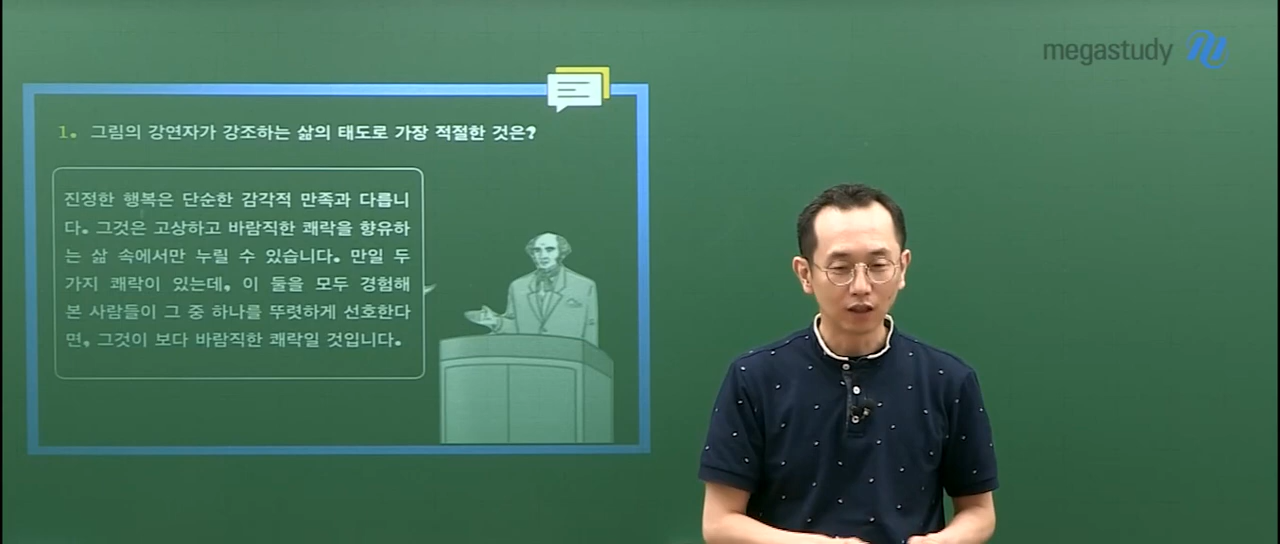 megastudy
1. 그림의 강연자가 강조하는 삶의 태도로 가장 적절한 것은?
진정한 행복은 단순한 감각적 만족과 다릅니
다. 그것은 고상하고 바람직한 쾌락을 향유하
는 삶 속에서만 누릴 수 있습니다. 만일 두
가지 쾌락이 있는데, 이 둘을 모두 경험해
본 사람들이 그 중 하나를 뚜렷하게 선호한다
면, 그것이 보다 바람직한 쾌락일 것입니다.